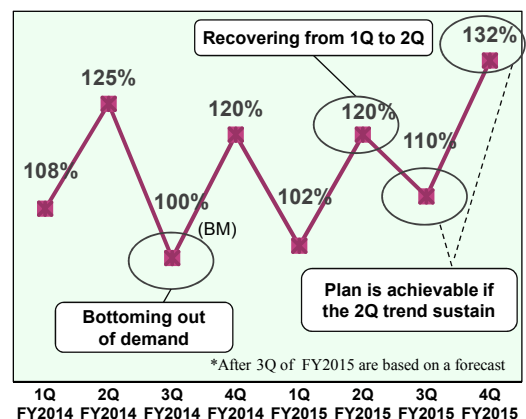 Recovering from 1Q to 2Q
132%
125%
120%
120%
110%
108%
100%
102%
(BM)
Bottoming out
of demand
Plan is achievable if
the 2Q trend sustain
*After 3Q of FY2015 are based on a forecast
1Q 2Q 3Q 4Q 1Q 2Q 3Q 4Q
FY2014 FY2014 FY2014 FY2014 FY2015 FY2015 FY2015 FY2015